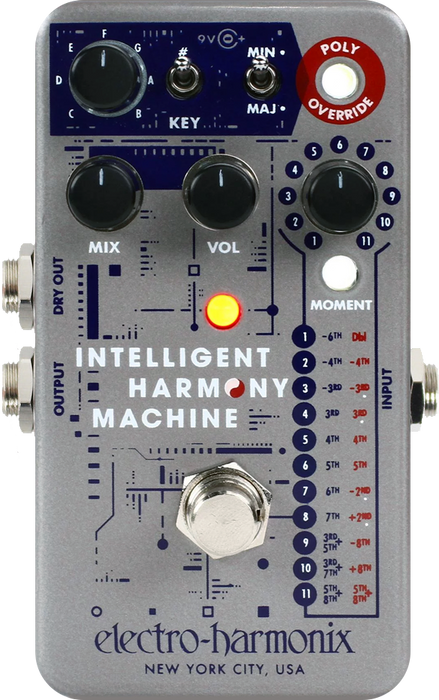 F
E
G
D
A
C
B
#
KEY
9V
+
MIN
MAJ
POLY
OVERRIDE
MIX
VOL
1
2
3
4
5
6
7
8
9
10
11
MOMENT
DRY OUT
OUTPUT
INPUT
INTELLIGENT
HARMONY
MACHINE
1 -6TH Dbl
2 -4TH -4TH
3 -3RD -3RD
4 3RD 3RD
5 4TH 4TH
6 5TH 5TH
7 6TH -2ND
8 7TH +2ND
9 3RD + 5TH -8TH
10 3RD + 7TH +8TH
11 5TH + 8TH 5TH + 8TH
electro-harmonix
NEW YORK CITY, USA